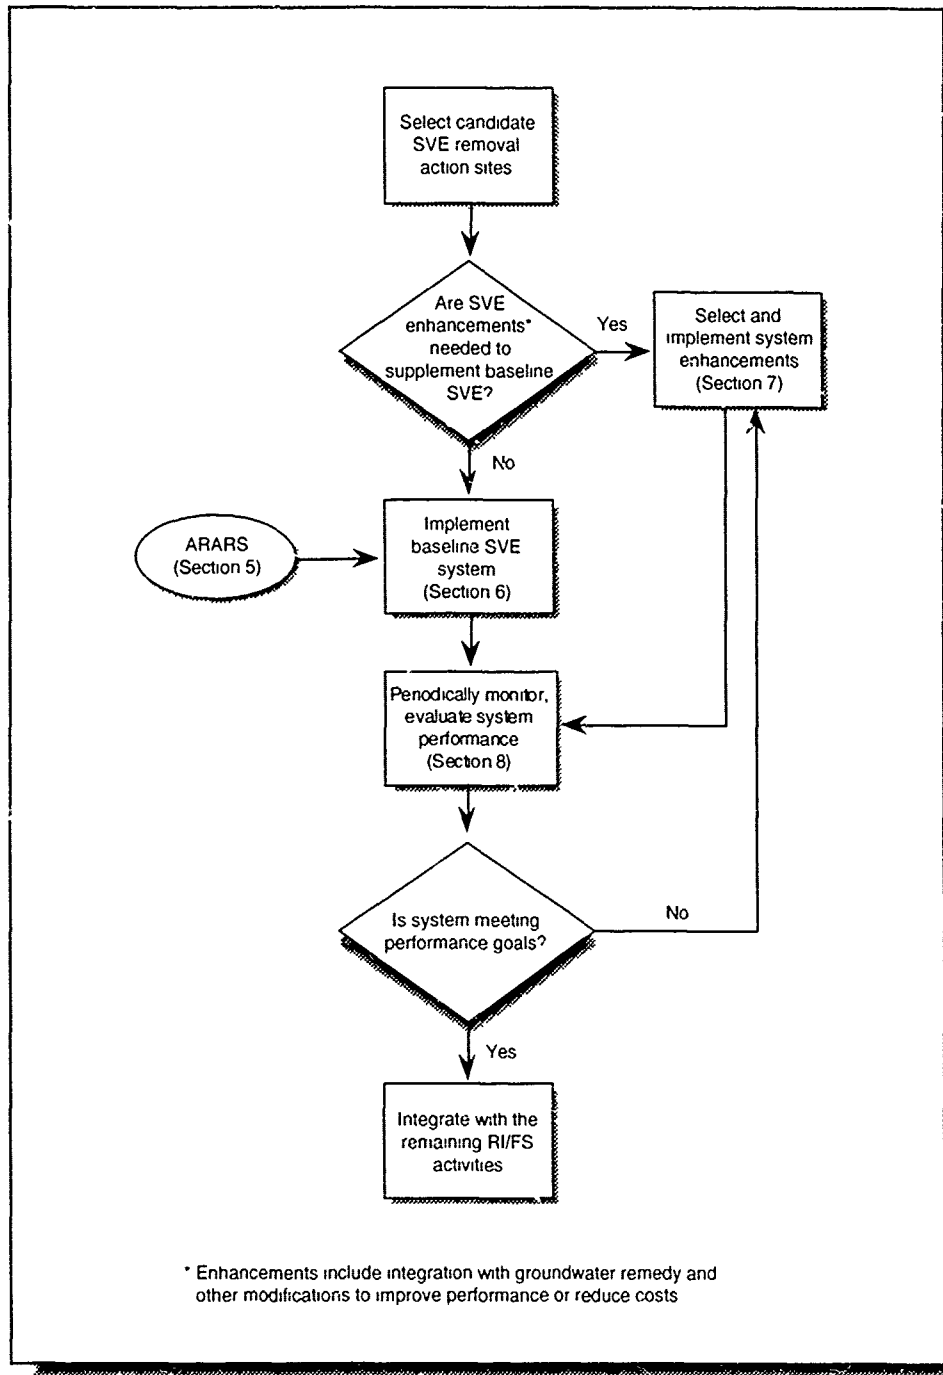 Select candidate
SVE removal
action sites
Are SVE
enhancements*
needed to
supplement baseline
SVE?
Yes
Select and
implement system
enhancements
(Section 7)
No
ARARS
(Section 5)
Implement
baseline SVE
system
(Section 6)
Periodically monitor,
evaluate system
performance
(Section 8)
Is system meeting
performance goals?
No
Yes
Integrate with the
remaining RI/FS
activities
* Enhancements include integration with groundwater remedy and
other modifications to improve performance or reduce costs